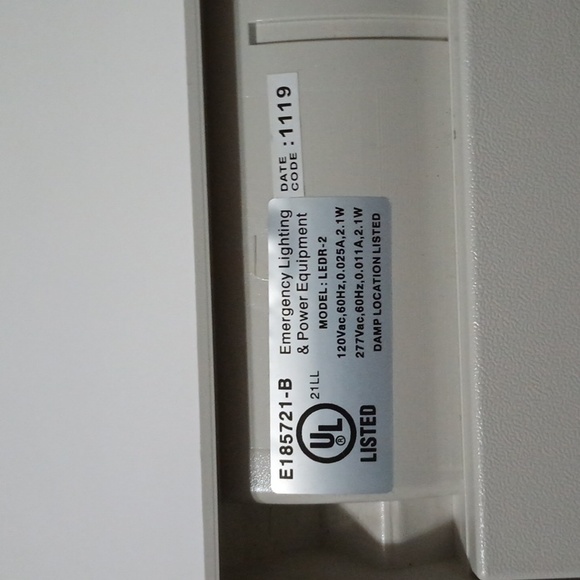 DATE CODE :1119
E185721-B
UL ®
LISTED
21LL
Emergency Lighting
& Power Equipment
MODEL: LEDR-2
120Vac,60Hz,0.025A,2.1W
277Vac,60Hz,0.011A,2.1W
DAMP LOCATION LISTED